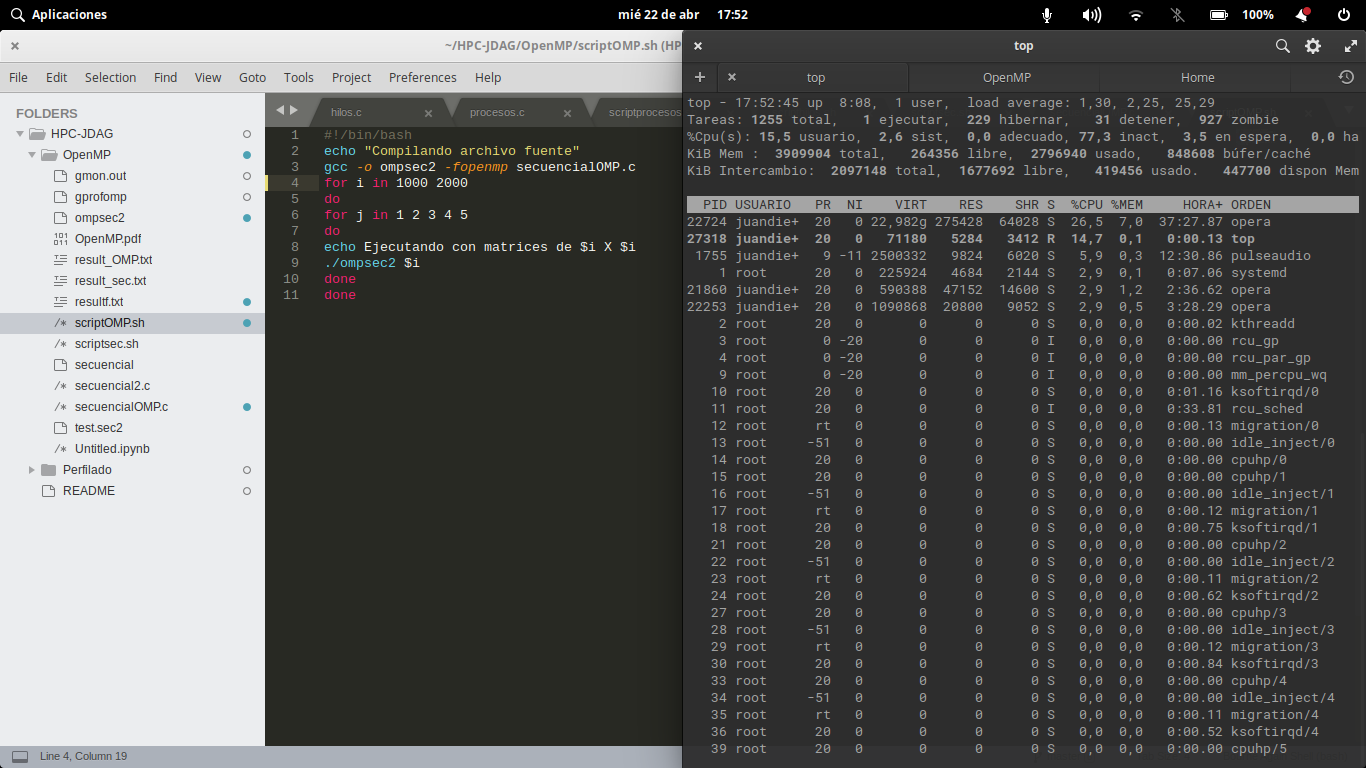 Aplicaciones
mié 22 de abr 17:52
100%
~/HPC-JDAG/OpenMP/scriptOMP.sh (HP
File Edit Selection Find View Goto Tools Project Preferences Help
FOLDERS
HPC-JDAG
OpenMP
gmon.out
gprofomp
ompsec2
OpenMP.pdf
result_OMP.txt
result_sec.txt
resultf.txt
scriptOMP.sh
scriptsec.sh
secuencial
secuencial2.c
secuencialOMP.c
test.sec2
Untitled.ipynb
Perfilado
README
hilos.c procesos.c scriptprocesos
1 #!/bin/bash
2 echo "Compilando archivo fuente"
3 gcc -o ompsec2 -fopenmp secuencialOMP.c
4 for i in 1000 2000
5 do
6 for j in 1 2 3 4 5
7 do
8 echo Ejecutando con matrices de $i X $i
9 ./ompsec2 $i
10 done
11 done
Line 4, Column 19
top
top OpenMP Home
top - 17:52:45 up 8:08, 1 user, load average: 1,30, 2,25, 25,29
Tareas: 1255 total, 1 ejecutar, 229 hibernar, 31 detener, 927 zombie
%Cpu(s): 15,5 usuario, 2,6 sist, 0,0 adecuado, 77,3 inact, 3,5 en espera, 0,0 ha
KiB Mem : 3909904 total, 264356 libre, 2796940 usado, 848608 búfer/caché
KiB Intercambio: 2097148 total, 1677692 libre, 419456 usado. 447700 dispon Mem
PID USUARIO PR NI VIRT RES SHR S %CPU %MEM HORA+ ORDEN
22724 juandie+ 20 0 22,982g 275428 64028 S 26,5 7,0 37:27.87 opera
27318 juandie+ 20 0 71180 5284 3412 R 14,7 0,1 0:00.13 top
1755 juandie+ 9 -11 2500332 9824 6020 S 5,9 0,3 12:30.86 pulseaudio
1 root 20 0 225924 4684 2144 S 2,9 0,1 0:07.06 systemd
21860 juandie+ 20 0 590388 47152 14600 S 2,9 1,2 2:36.62 opera
22253 juandie+ 20 0 1090868 20800 9052 S 2,9 0,5 3:28.29 opera
2 root 20 0 0 0 0 S 0,0 0,0 0:00.02 kthreadd
3 root 0 -20 0 0 0 I 0,0 0,0 0:00.00 rcu_gp
4 root 0 -20 0 0 0 I 0,0 0,0 0:00.00 rcu_par_gp
9 root 0 -20 0 0 0 I 0,0 0,0 0:00.00 mm_percpu_wq
10 root 20 0 0 0 0 S 0,0 0,0 0:01.16 ksoftirqd/0
11 root 20 0 0 0 0 I 0,0 0,0 0:33.81 rcu_sched
12 root rt 0 0 0 0 S 0,0 0,0 0:00.13 migration/0
13 root -51 0 0 0 0 S 0,0 0,0 0:00.00 idle_inject/0
14 root 20 0 0 0 0 S 0,0 0,0 0:00.00 cpuhp/0
15 root 20 0 0 0 0 S 0,0 0,0 0:00.00 cpuhp/1
16 root -51 0 0 0 0 S 0,0 0,0 0:00.00 idle_inject/1
17 root rt 0 0 0 0 S 0,0 0,0 0:00.12 migration/1
18 root 20 0 0 0 0 S 0,0 0,0 0:00.75 ksoftirqd/1
21 root 20 0 0 0 0 S 0,0 0,0 0:00.00 cpuhp/2
22 root -51 0 0 0 0 S 0,0 0,0 0:00.00 idle_inject/2
23 root rt 0 0 0 0 S 0,0 0,0 0:00.11 migration/2
24 root 20 0 0 0 0 S 0,0 0,0 0:00.62 ksoftirqd/2
27 root 20 0 0 0 0 S 0,0 0,0 0:00.00 cpuhp/3
28 root -51 0 0 0 0 S 0,0 0,0 0:00.00 idle_inject/3
29 root rt 0 0 0 0 S 0,0 0,0 0:00.12 migration/3
30 root 20 0 0 0 0 S 0,0 0,0 0:00.84 ksoftirqd/3
33 root 20 0 0 0 0 S 0,0 0,0 0:00.00 cpuhp/4
34 root -51 0 0 0 0 S 0,0 0,0 0:00.00 idle_inject/4
35 root rt 0 0 0 0 S 0,0 0,0 0:00.11 migration/4
36 root 20 0 0 0 0 S 0,0 0,0 0:00.52 ksoftirqd/4
39 root 20 0 0 0 0 S 0,0 0,0 0:00.00 cpuhp/5